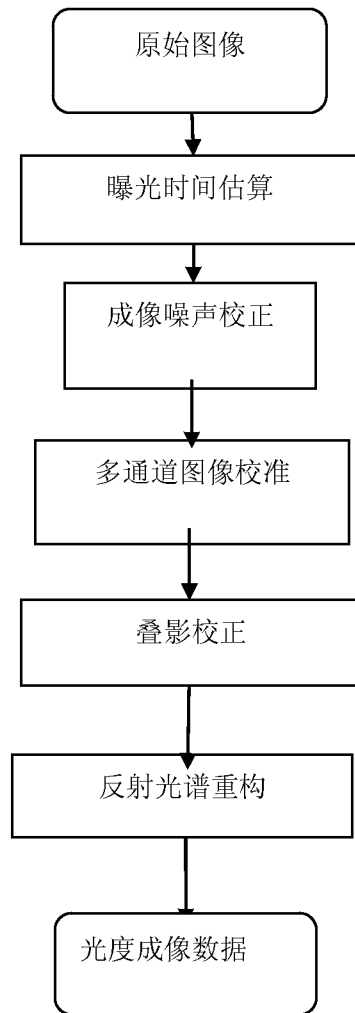 原始图像
曝光时间估算
成像噪声校正
多通道图像校准
叠影校正
反射光谱重构
光度成像数据